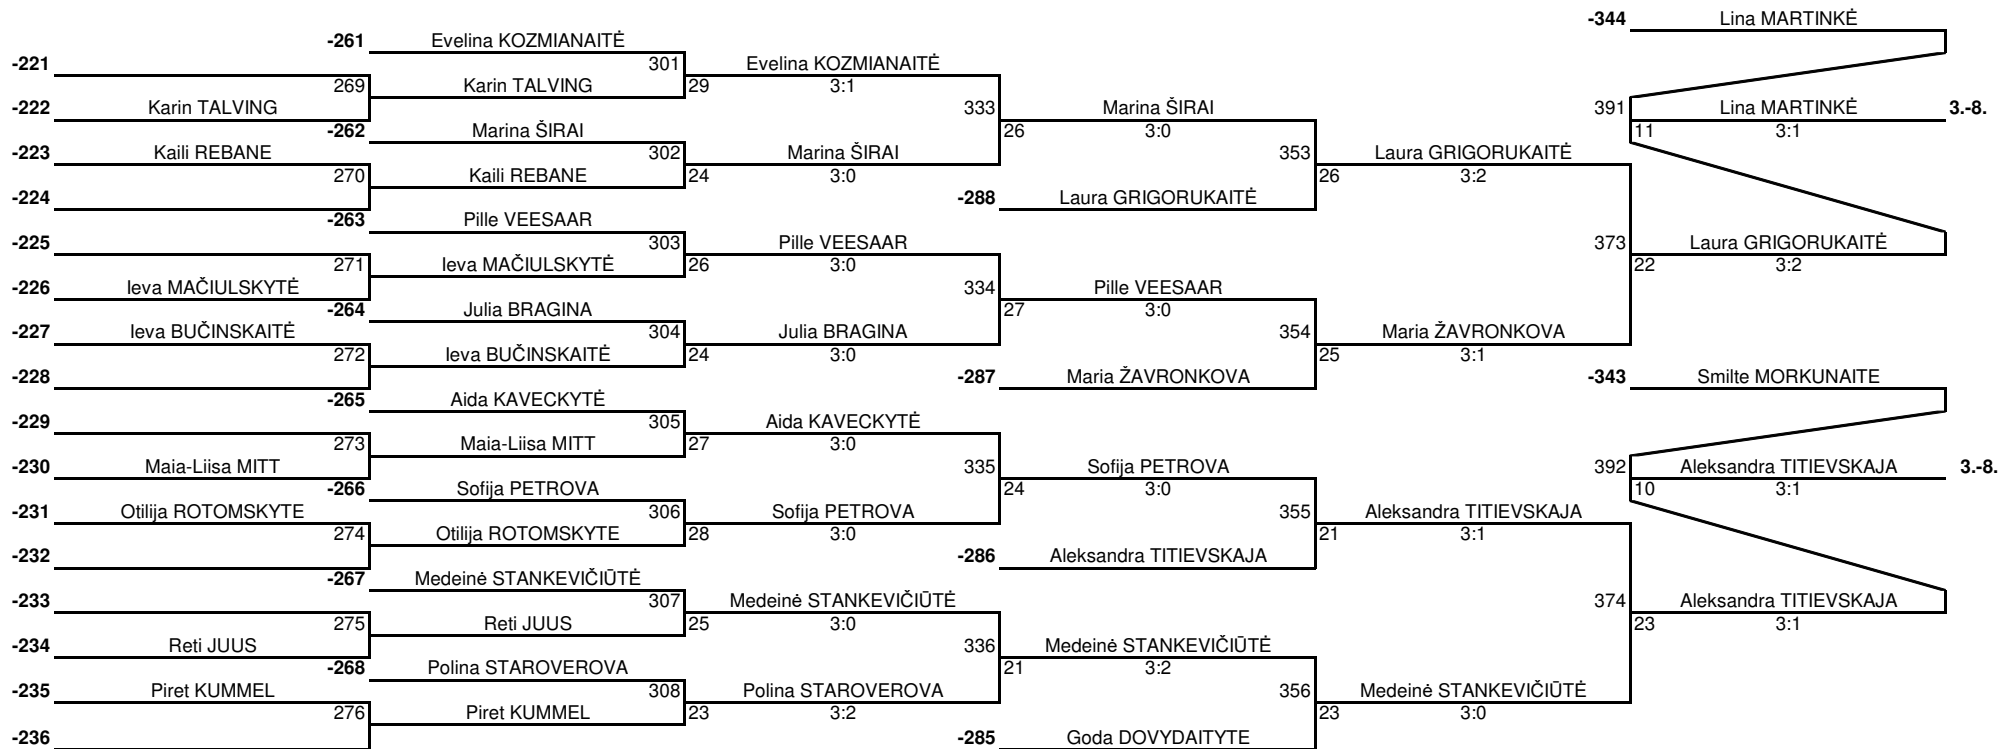 -344 Lina MARTINKĖ
-261 Evelina KOZMIANAITĖ
-221 301 Evelina KOZMIANAITĖ
269 Karin TALVING 29 3:1
-222 Karin TALVING 333 Marina ŠIRAI 391 Lina MARTINKĖ 3.-8.
-262 Marina ŠIRAI 26 3:0 11 3:1
-223 Kaili REBANE 302 Marina ŠIRAI 353 Laura GRIGORUKAITĖ
270 Kaili REBANE 24 3:0 26 3:2
-224 -288 Laura GRIGORUKAITĖ
-263 Pille VEESAAR
-225 303 Pille VEESAAR 373 Laura GRIGORUKAITĖ
271 Ieva MAČIULSKYTĖ 26 3:0 22 3:2
-226 Ieva MAČIULSKYTĖ 334 Pille VEESAAR
-264 Julia BRAGINA 27 3:0
-227 Ieva BUČINSKAITĖ 304 Julia BRAGINA 354 Maria ŽAVRONKOVA
272 Ieva BUČINSKAITĖ 24 3:0 25 3:1
-228 -287 Maria ŽAVRONKOVA -343 Smilte MORKUNAITE
-265 Aida KAVECKYTĖ
-229 305 Aida KAVECKYTĖ
273 Maia-Liisa MITT 27 3:0
-230 Maia-Liisa MITT 335 Sofija PETROVA 392 Aleksandra TITIEVSKAJA 3.-8.
-266 Sofija PETROVA 24 3:0 10 3:1
-231 Otilija ROTOMSKYTE 306 Sofija PETROVA 355 Aleksandra TITIEVSKAJA
274 Otilija ROTOMSKYTE 28 3:0 21 3:1
-232 -286 Aleksandra TITIEVSKAJA
-267 Medeinė STANKEVIČIŪTĖ
-233 307 Medeinė STANKEVIČIŪTĖ 374 Aleksandra TITIEVSKAJA
275 Reti JUUS 25 3:0 23 3:1
-234 Reti JUUS 336 Medeinė STANKEVIČIŪTĖ
-268 Polina STAROVEROVA 21 3:2
-235 Piret KUMMEL 308 Polina STAROVEROVA 356 Medeinė STANKEVIČIŪTĖ
276 Piret KUMMEL 23 3:2 23 3:0
-236 -285 Goda DOVYDAITYTE